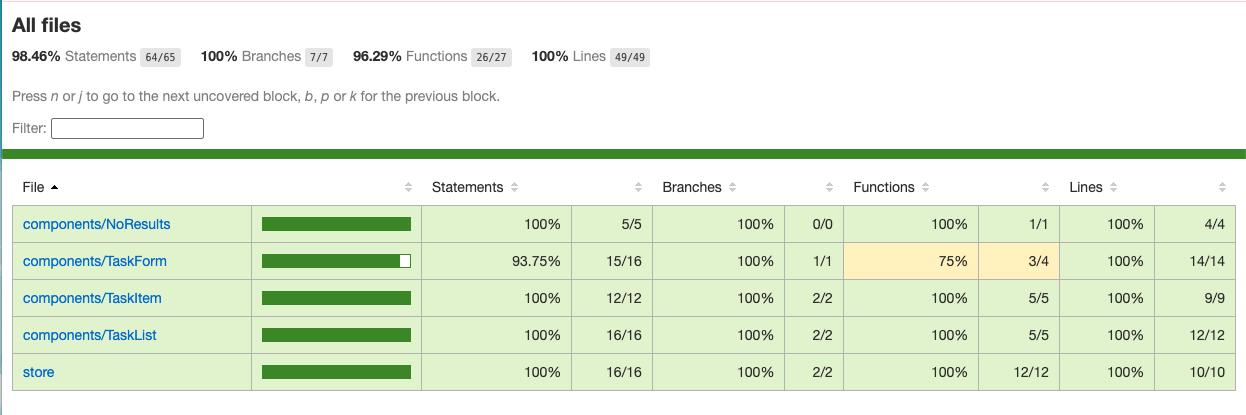 All files
98.46% Statements 64/65 100% Branches 7/7 96.29% Functions 26/27 100% Lines 49/49
Press n or j to go to the next uncovered block, b, p or k for the previous block.
Filter:
File Statements Branches Functions Lines
components/NoResults 100% 5/5 100% 0/0 100% 1/1 100% 4/4
components/TaskForm 93.75% 15/16 100% 1/1 75% 3/4 100% 14/14
components/TaskItem 100% 12/12 100% 2/2 100% 5/5 100% 9/9
components/TaskList 100% 16/16 100% 2/2 100% 5/5 100% 12/12
store 100% 16/16 100% 2/2 100% 12/12 100% 10/10